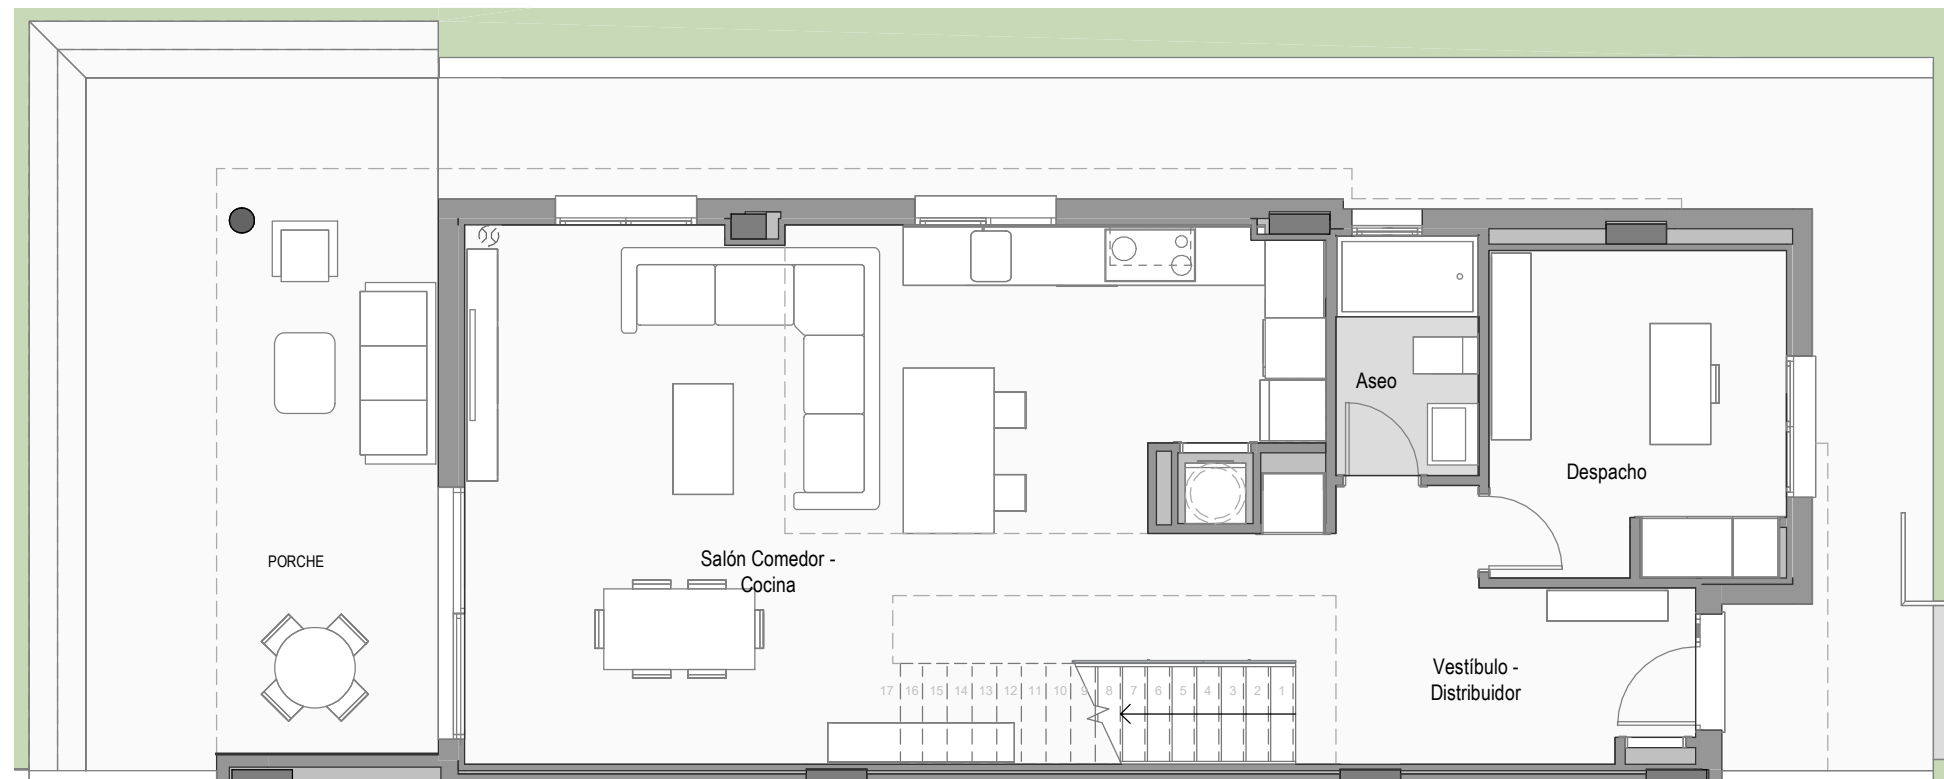 Aseo
Despacho
PORCHE
Salón Comedor -
Cocina
Vestíbulo -
Distribuidor
17 16 15 14 13 12 11 10 9 8 7 6 5 4 3 2 1